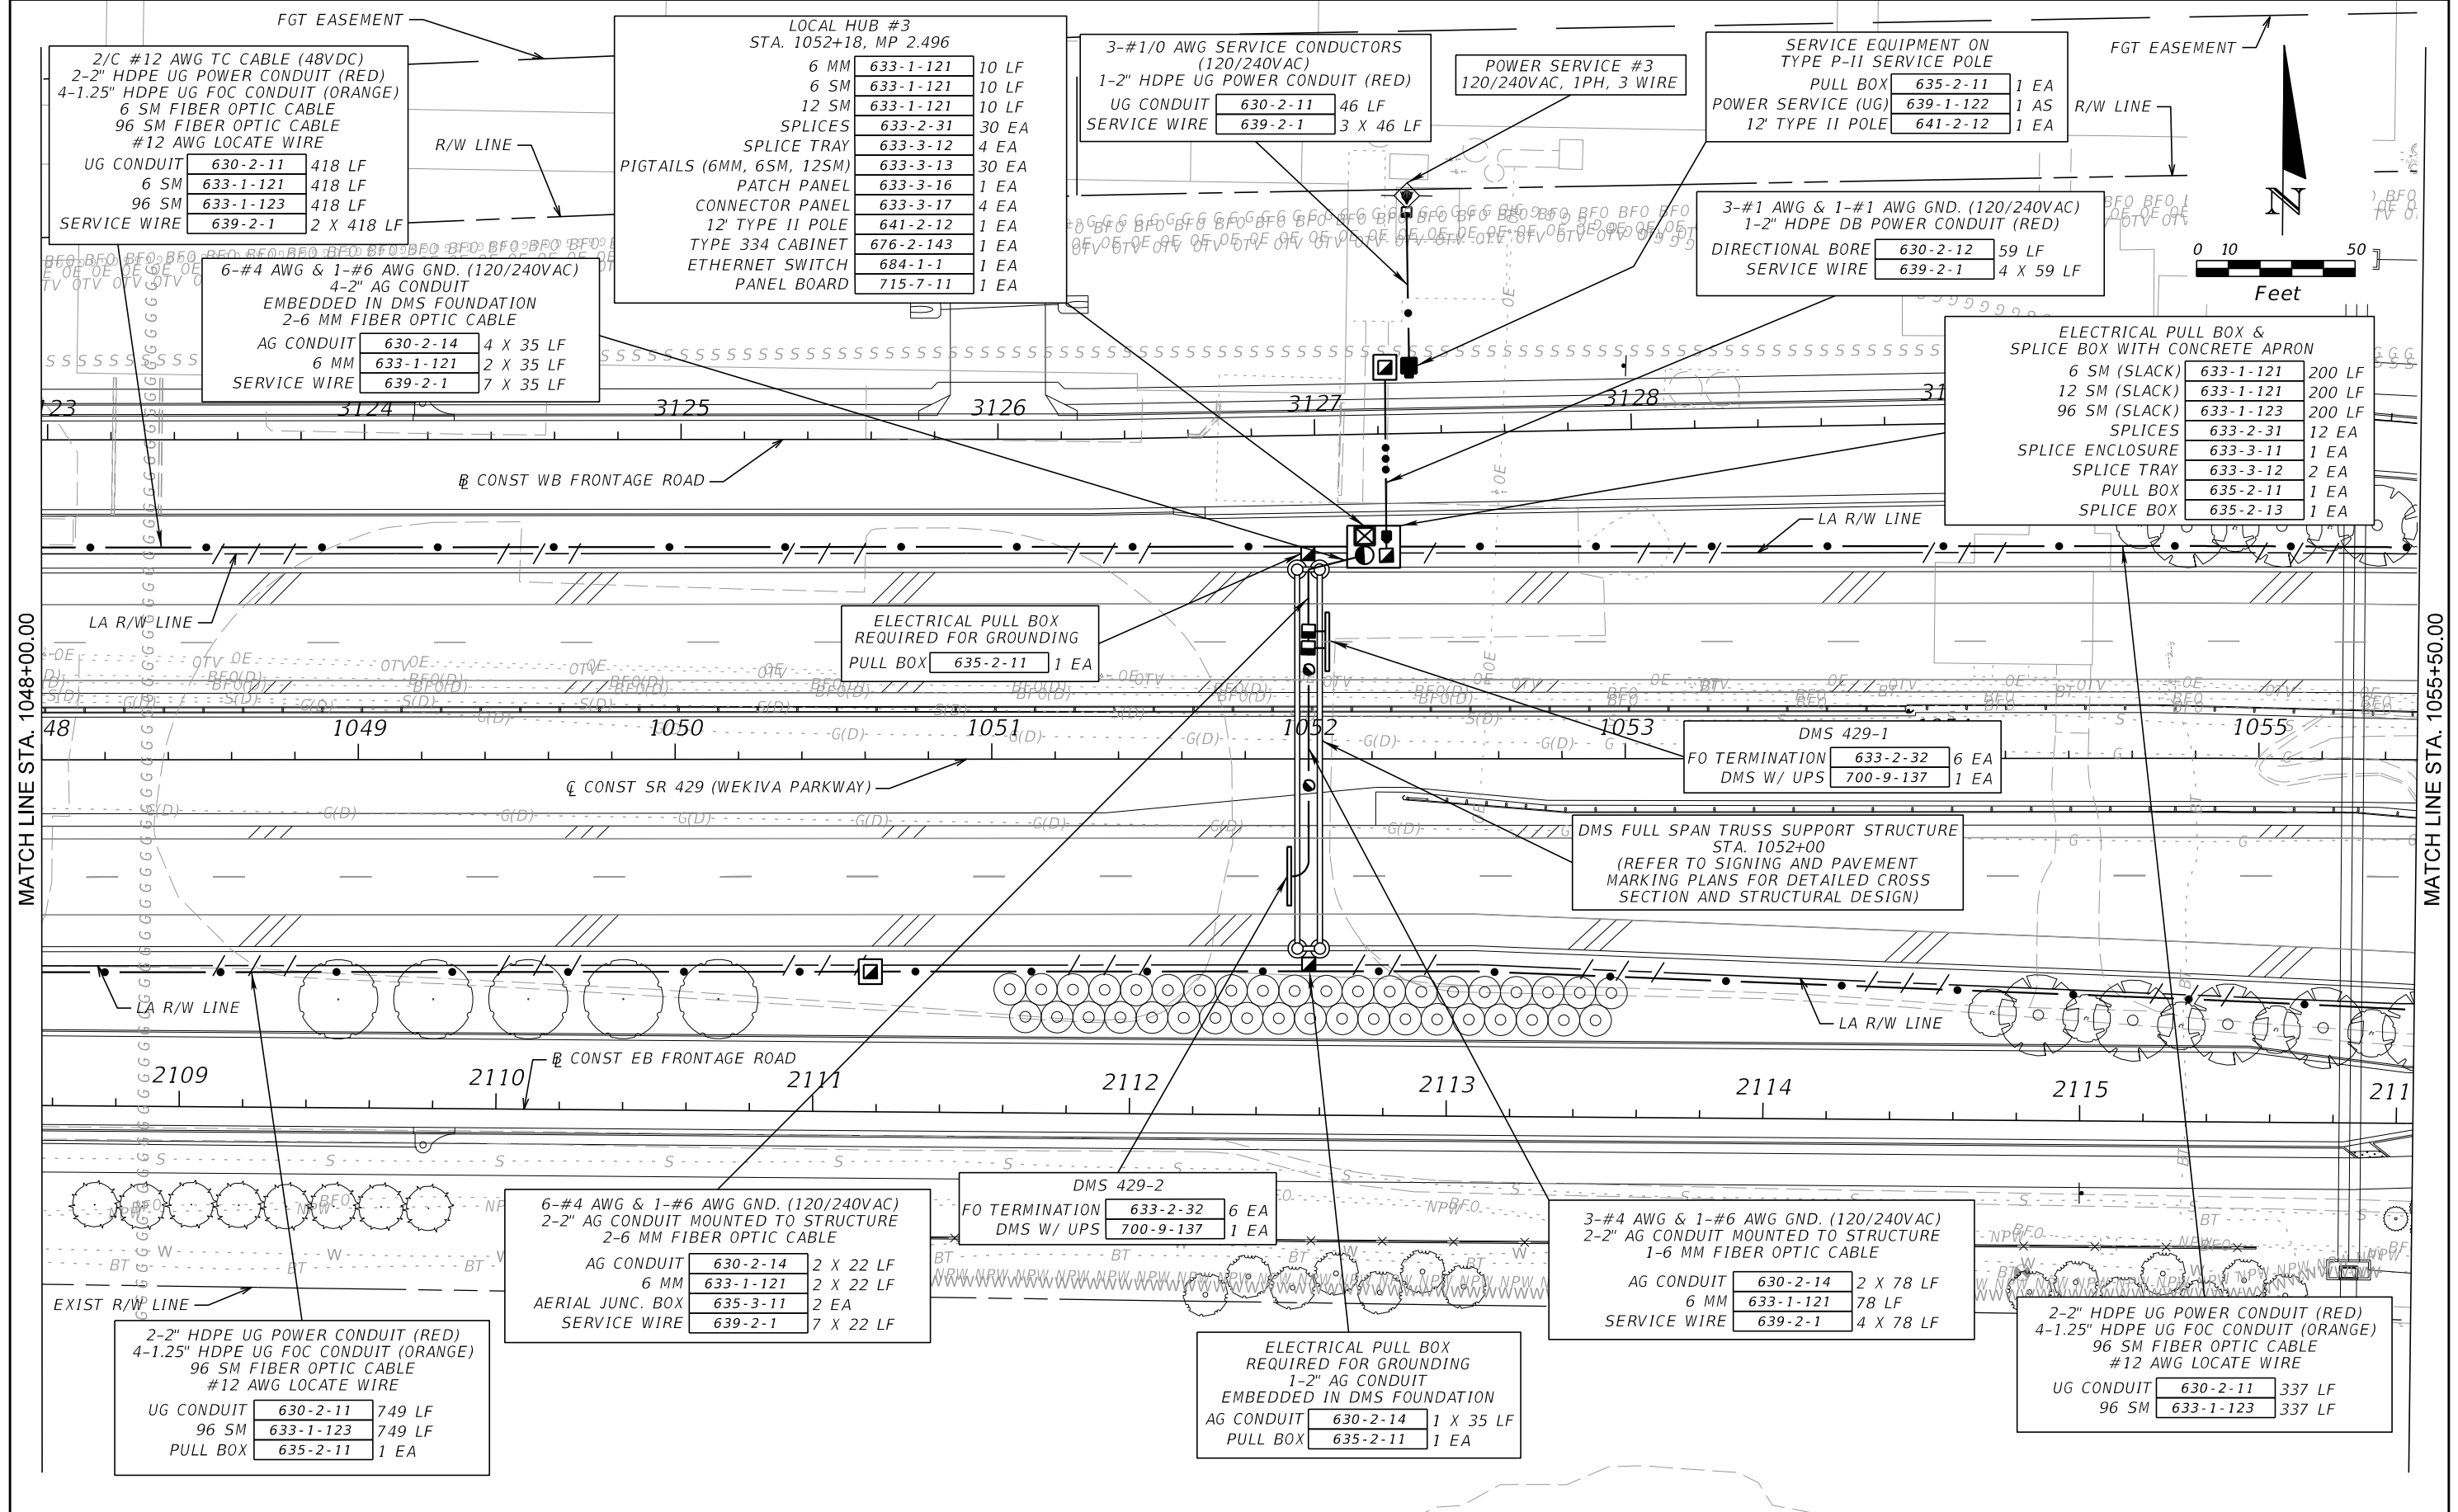 FGT EASEMENT
2/C #12 AWG TC CABLE (48VDC)
2-2" HDPE UG POWER CONDUIT (RED)
4-1.25" HDPE UG FOC CONDUIT (ORANGE)
6 SM FIBER OPTIC CABLE
96 SM FIBER OPTIC CABLE
#12 AWG LOCATE WIRE
UG CONDUIT 630-2-11 418 LF
6 SM 633-1-121 418 LF
96 SM 633-1-123 418 LF
SERVICE WIRE 639-2-1 2 X 418 LF
R/W LINE
LOCAL HUB #3
STA. 1052+18, MP 2.496
6 MM 633-1-121 10 LF
6 SM 633-1-121 10 LF
12 SM 633-1-121 10 LF
SPLICES 633-2-31 30 EA
SPLICE TRAY 633-3-12 4 EA
PIGTAILS (6MM, 6SM, 12SM) 633-3-13 30 EA
PATCH PANEL 633-3-16 1 EA
CONNECTOR PANEL 633-3-17 4 EA
12' TYPE II POLE 641-2-12 1 EA
TYPE 334 CABINET 676-2-143 1 EA
ETHERNET SWITCH 684-1-1 1 EA
PANEL BOARD 715-7-11 1 EA
3-#1/0 AWG SERVICE CONDUCTORS
(120/240VAC)
1-2" HDPE UG POWER CONDUIT (RED)
UG CONDUIT 630-2-11 46 LF
SERVICE WIRE 639-2-1 3 X 46 LF
POWER SERVICE #3
120/240VAC, 1PH, 3 WIRE
SERVICE EQUIPMENT ON
TYPE P-II SERVICE POLE
PULL BOX 635-2-11 1 EA
POWER SERVICE (UG) 639-1-122 1 AS
12' TYPE II POLE 641-2-12 1 EA
FGT EASEMENT
R/W LINE
N
0 10 50
Feet
3-#1 AWG & 1-#1 AWG GND. (120/240VAC)
1-2" HDPE DB POWER CONDUIT (RED)
DIRECTIONAL BORE 630-2-12 59 LF
SERVICE WIRE 639-2-1 4 X 59 LF
6-#4 AWG & 1-#6 AWG GND. (120/240VAC)
4-2" AG CONDUIT
EMBEDDED IN DMS FOUNDATION
2-6 MM FIBER OPTIC CABLE
AG CONDUIT 630-2-14 4 X 35 LF
6 MM 633-1-121 2 X 35 LF
SERVICE WIRE 639-2-1 7 X 35 LF
ELECTRICAL PULL BOX &
SPLICE BOX WITH CONCRETE APRON
6 SM (SLACK) 633-1-121 200 LF
12 SM (SLACK) 633-1-121 200 LF
96 SM (SLACK) 633-1-123 200 LF
SPLICES 633-2-31 12 EA
SPLICE ENCLOSURE 633-3-11 1 EA
SPLICE TRAY 633-3-12 2 EA
PULL BOX 635-2-11 1 EA
SPLICE BOX 635-2-13 1 EA
123 3124 3125 3126 3127 3128 31
BL CONST WB FRONTAGE ROAD
LA R/W LINE
LA R/W LINE
ELECTRICAL PULL BOX
REQUIRED FOR GROUNDING
PULL BOX 635-2-11 1 EA
MATCH LINE STA. 1048+00.00
MATCH LINE STA. 1055+50.00
48 1049 1050 1051 1052 1053 1055
CL CONST SR 429 (WEKIVA PARKWAY)
DMS 429-1
FO TERMINATION 633-2-32 6 EA
DMS W/ UPS 700-9-137 1 EA
DMS FULL SPAN TRUSS SUPPORT STRUCTURE
STA. 1052+00
(REFER TO SIGNING AND PAVEMENT
MARKING PLANS FOR DETAILED CROSS
SECTION AND STRUCTURAL DESIGN)
LA R/W LINE
LA R/W LINE
BL CONST EB FRONTAGE ROAD
2109 2110 2111 2112 2113 2114 2115 211
EXIST R/W LINE
6-#4 AWG & 1-#6 AWG GND. (120/240VAC)
2-2" AG CONDUIT MOUNTED TO STRUCTURE
2-6 MM FIBER OPTIC CABLE
AG CONDUIT 630-2-14 2 X 22 LF
6 MM 633-1-121 2 X 22 LF
AERIAL JUNC. BOX 635-3-11 2 EA
SERVICE WIRE 639-2-1 7 X 22 LF
DMS 429-2
FO TERMINATION 633-2-32 6 EA
DMS W/ UPS 700-9-137 1 EA
3-#4 AWG & 1-#6 AWG GND. (120/240VAC)
2-2" AG CONDUIT MOUNTED TO STRUCTURE
1-6 MM FIBER OPTIC CABLE
AG CONDUIT 630-2-14 2 X 78 LF
6 MM 633-1-121 78 LF
SERVICE WIRE 639-2-1 4 X 78 LF
2-2" HDPE UG POWER CONDUIT (RED)
4-1.25" HDPE UG FOC CONDUIT (ORANGE)
96 SM FIBER OPTIC CABLE
#12 AWG LOCATE WIRE
UG CONDUIT 630-2-11 749 LF
96 SM 633-1-123 749 LF
PULL BOX 635-2-11 1 EA
ELECTRICAL PULL BOX
REQUIRED FOR GROUNDING
1-2" AG CONDUIT
EMBEDDED IN DMS FOUNDATION
AG CONDUIT 630-2-14 1 X 35 LF
PULL BOX 635-2-11 1 EA
2-2" HDPE UG POWER CONDUIT (RED)
4-1.25" HDPE UG FOC CONDUIT (ORANGE)
96 SM FIBER OPTIC CABLE
#12 AWG LOCATE WIRE
UG CONDUIT 630-2-11 337 LF
96 SM 633-1-123 337 LF